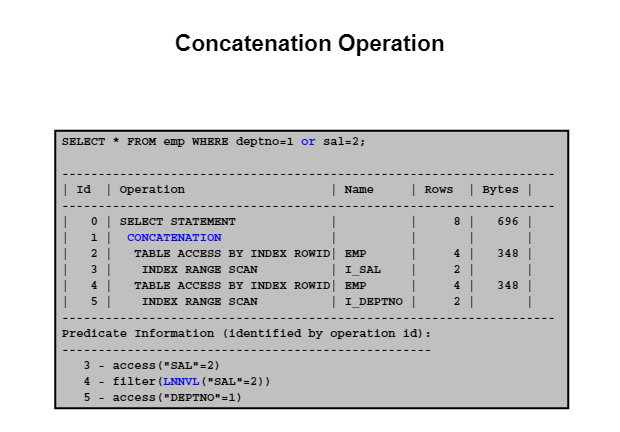 Concatenation Operation
SELECT * FROM emp WHERE deptno=1 or sal=2;
--------------------------------------------------------------------
| Id  | Operation                    | Name     | Rows  | Bytes |
--------------------------------------------------------------------
|   0 | SELECT STATEMENT             |          |     8 |   696 |
|   1 |  CONCATENATION               |          |       |       |
|   2 |   TABLE ACCESS BY INDEX ROWID| EMP      |     4 |   348 |
|   3 |    INDEX RANGE SCAN          | I_SAL    |     2 |       |
|   4 |   TABLE ACCESS BY INDEX ROWID| EMP      |     4 |   348 |
|   5 |    INDEX RANGE SCAN          | I_DEPTNO |     2 |       |
--------------------------------------------------------------------
Predicate Information (identified by operation id):
---------------------------------------------------
3 - access("SAL"=2)
4 - filter(LNNVL("SAL"=2))
5 - access("DEPTNO"=1)